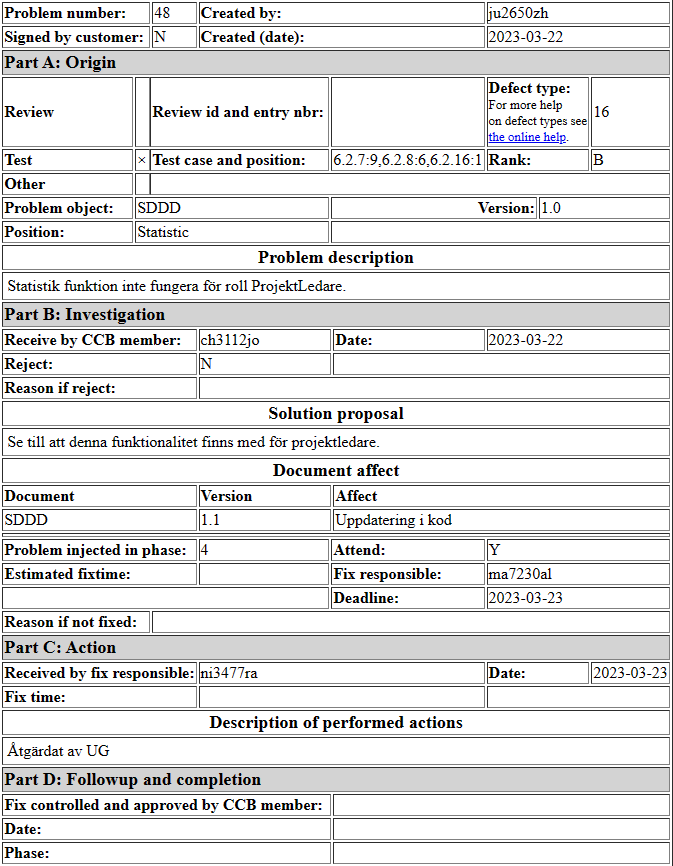 Problem number: 48 Created by: ju2650zh
Signed by customer: N Created (date): 2023-03-22
Part A: Origin
Review Review id and entry nbr: Defect type:
For more help
on defect types see
the online help.
16
Test × Test case and position: 6.2.7:9,6.2.8:6,6.2.16:1 Rank: B
Other
Problem object: SDDD Version: 1.0
Position: Statistic
Problem description
Statistik funktion inte fungera för roll ProjektLedare.
Part B: Investigation
Receive by CCB member: ch3112jo Date: 2023-03-22
Reject: N
Reason if reject:
Solution proposal
Se till att denna funktionalitet finns med för projektledare.
Document affect
Document Version Affect
SDDD 1.1 Uppdatering i kod
Problem injected in phase: 4 Attend: Y
Estimated fixtime: Fix responsible: ma7230al
Deadline: 2023-03-23
Reason if not fixed:
Part C: Action
Received by fix responsible: ni3477ra Date: 2023-03-23
Fix time:
Description of performed actions
Åtgärdat av UG
Part D: Followup and completion
Fix controlled and approved by CCB member:
Date:
Phase: